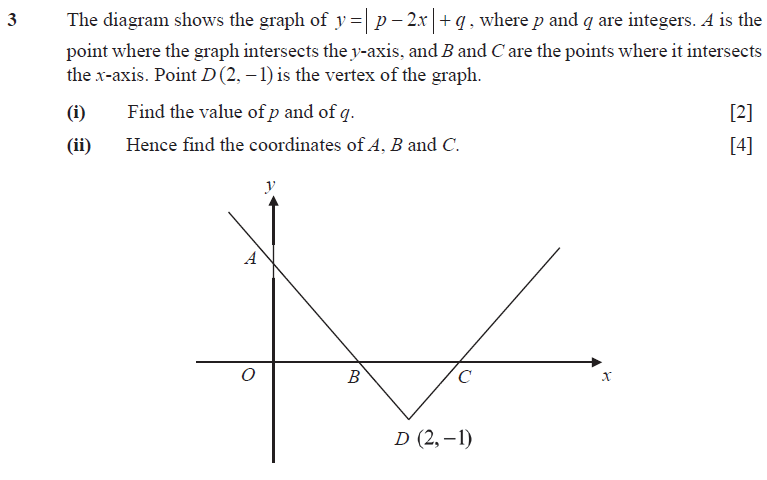 3 The diagram shows the graph of y = | p − 2x | + q , where p and q are integers. A is the
point where the graph intersects the y-axis, and B and C are the points where it intersects
the x-axis. Point D (2, −1) is the vertex of the graph.
(i) Find the value of p and of q. [2]
(ii) Hence find the coordinates of A, B and C. [4]
y
A
O B C x
D (2, −1)